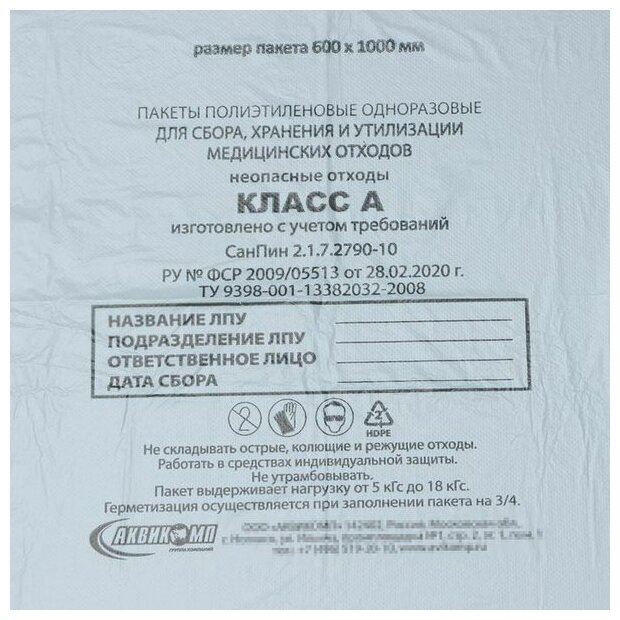 размер пакета 600 х 1000 мм
ПАКЕТЫ ПОЛИЭТИЛЕНОВЫЕ ОДНОРАЗОВЫЕ
ДЛЯ СБОРА, ХРАНЕНИЯ И УТИЛИЗАЦИИ
МЕДИЦИНСКИХ ОТХОДОВ
неопасные отходы
КЛАСС А
изготовлено с учетом требований
СанПин 2.1.7.2790-10
РУ № ФСР 2009/05513 от 28.02.2020 г.
ТУ 9398-001-13382032-2008
НАЗВАНИЕ ЛПУ
ПОДРАЗДЕЛЕНИЕ ЛПУ
ОТВЕТСТВЕННОЕ ЛИЦО
ДАТА СБОРА
2
HDPE
Не складывать острые, колющие и режущие отходы.
Работать в средствах индивидуальной защиты.
Не утрамбовывать.
Пакет выдерживает нагрузку от 5 кГс до 18 кГс.
Герметизация осуществляется при заполнении пакета на 3/4.
АКВИКОМП
ГРУППА КОМПАНИЙ